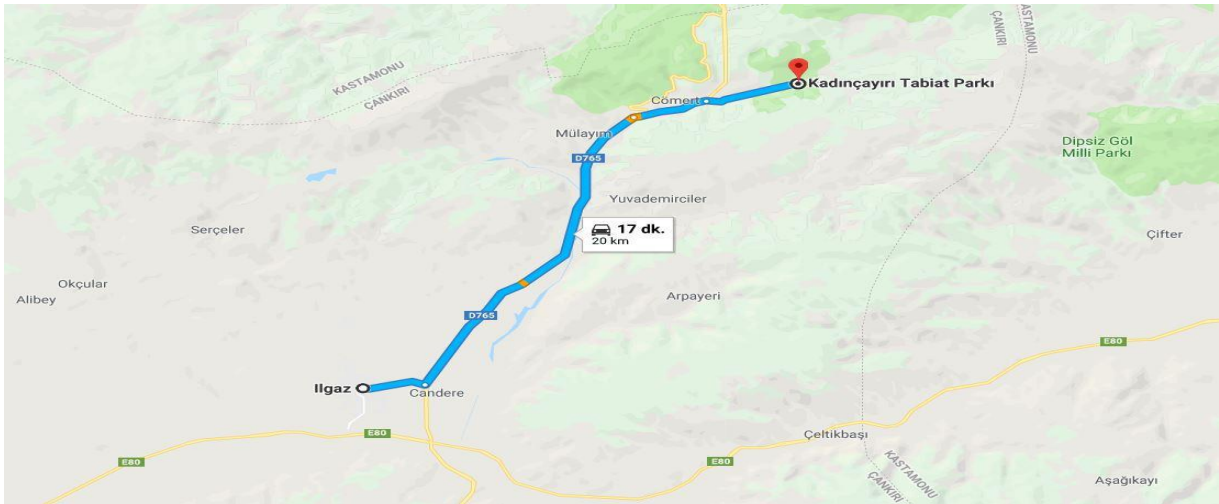 KASTAMONU
ÇANKIRI
KASTAMONU
ÇANKIRI
Kadınçayırı Tabiat Parkı
Cömert
Mülayim
D765
Dipsiz Göl
Milli Parkı
Yuvademirciler
Serçeler
17 dk.
20 km
Çifter
Okçular
Alibey
Arpayeri
D765
E80
Ilgaz
Candere
E80
Çeltikbaşı
E80
E80
KASTAMONU
ÇANKIRI
Aşağıkayı